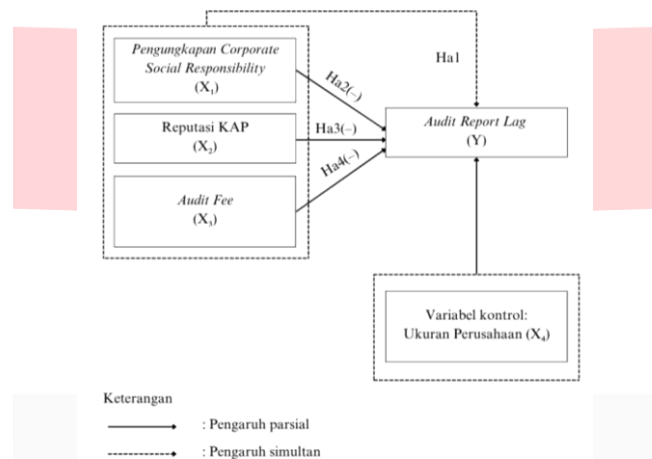 Pengungkapan Corporate
Social Responsibility
(X₁)
Ha1
Ha2(–)
Reputasi KAP
(X₂)
Ha3(–)
Audit Report Lag
(Y)
Ha4(–)
Audit Fee
(X₃)
Variabel kontrol:
Ukuran Perusahaan (X₄)
Keterangan
: Pengaruh parsial
: Pengaruh simultan